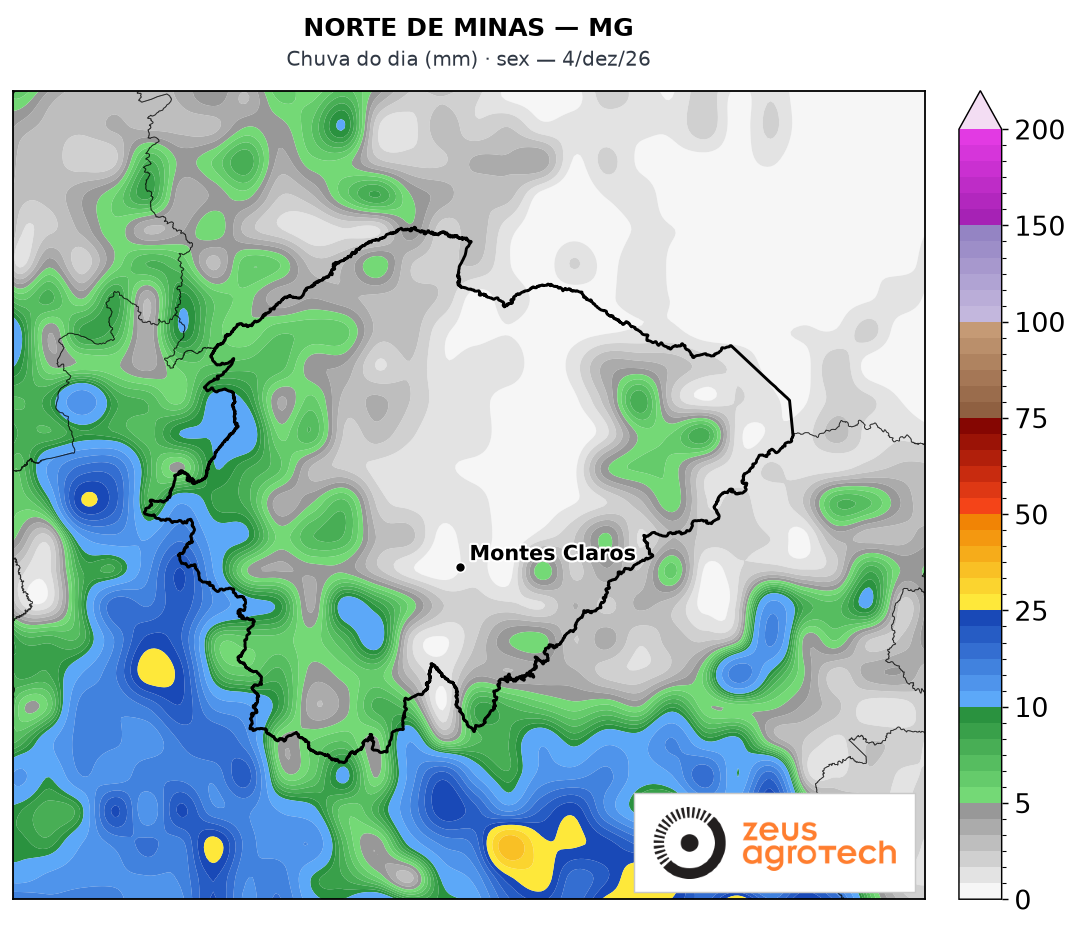 NORTE DE MINAS — MG
Chuva do dia (mm) · sex — 4/dez/26
200
150
100
75
50
25
10
5
0
Montes Claros
zeus
agroтech